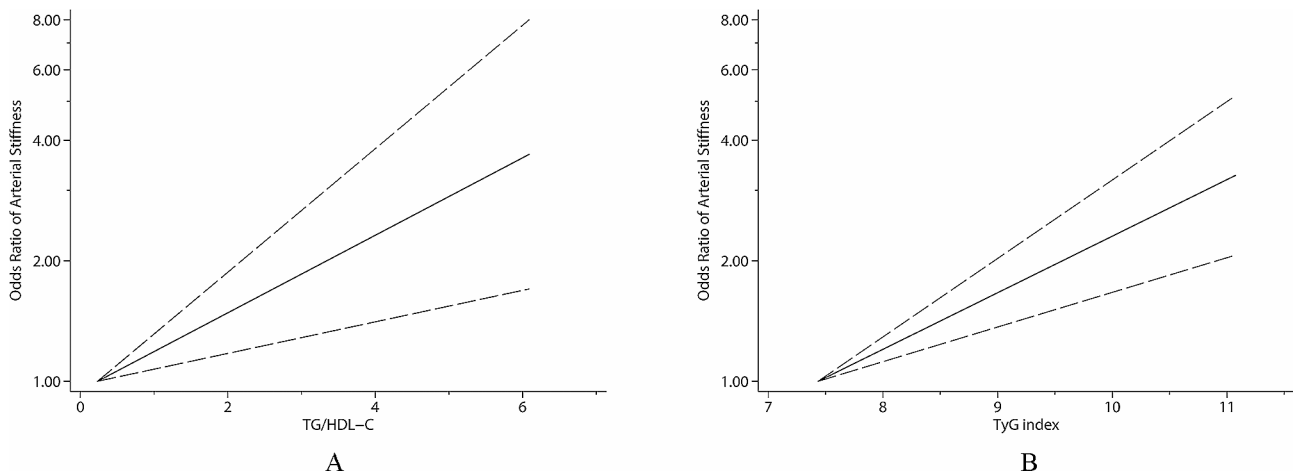 Odds Ratio of Arterial Stiffness
8.00
6.00
4.00
2.00
1.00
0 2 4 6
TG/HDL−C
A
Odds Ratio of Arterial Stiffness
8.00
6.00
4.00
2.00
1.00
7 8 9 10 11
TyG index
B